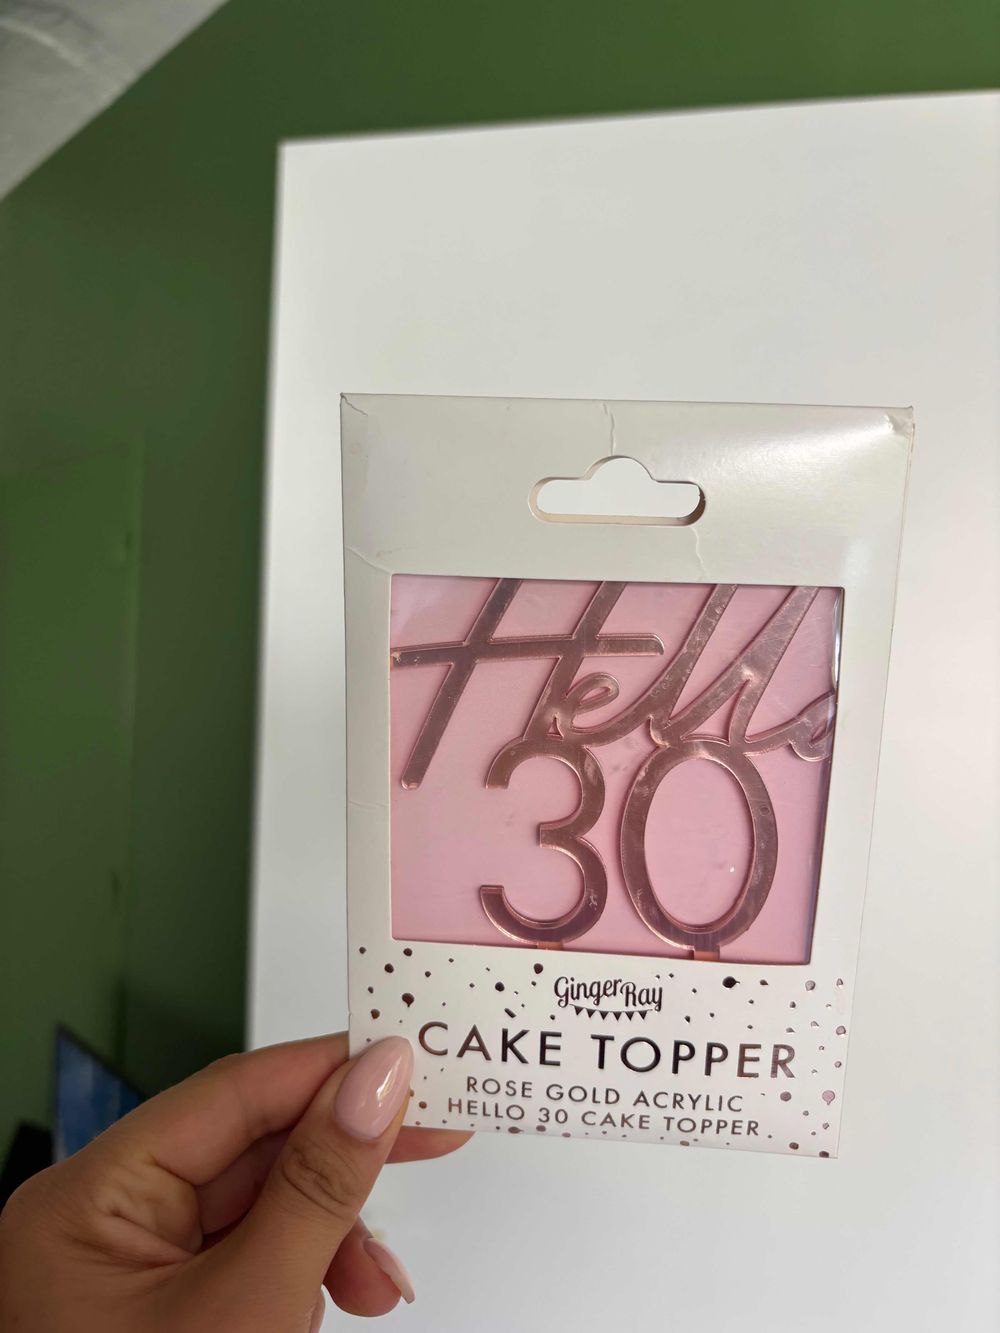 Hello
30
Ginger Ray
CAKE TOPPER
ROSE GOLD ACRYLIC
HELLO 30 CAKE TOPPER